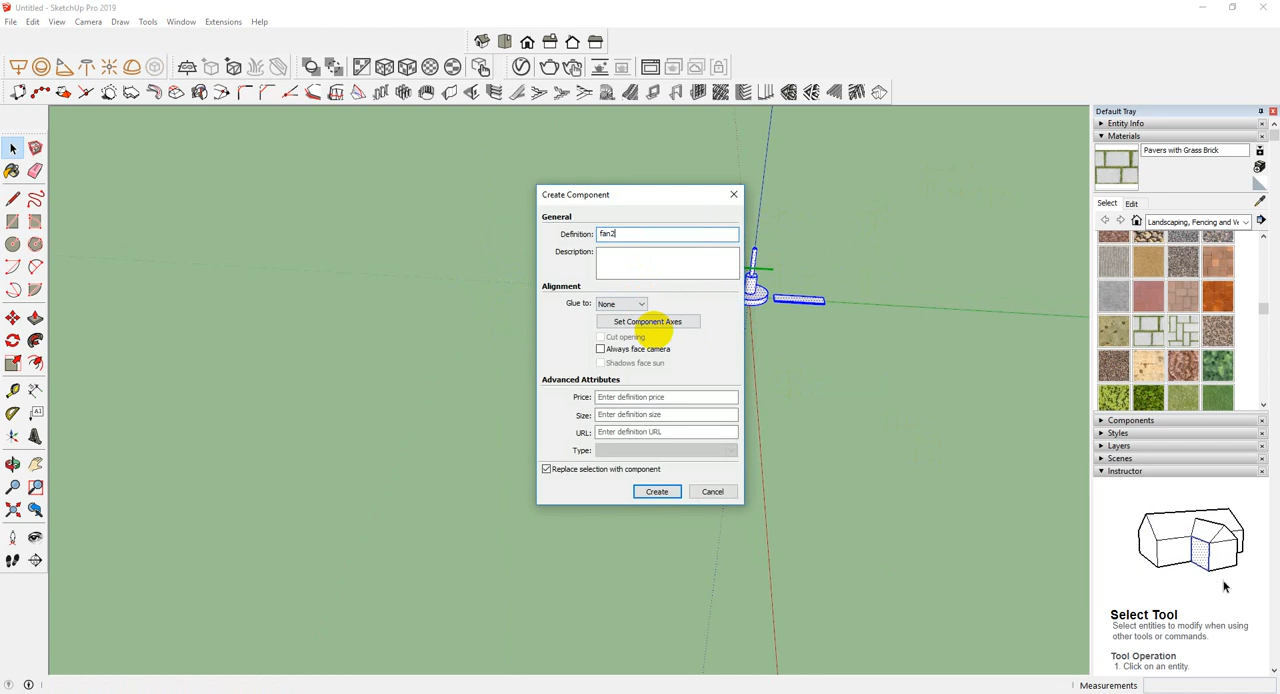 Untitled - SketchUp Pro 2019
File Edit View Camera Draw Tools Window Extensions Help
Default Tray
Entity Info
Materials
Pavers with Grass Brick
Select Edit
Landscaping, Fencing and Ve
Create Component
General
Definition: fan2
Description:
Alignment
Glue to: None
Set Component Axes
Cut opening
Always face camera
Shadows face sun
Advanced Attributes
Price: Enter definition price
Size: Enter definition size
URL: Enter definition URL
Type:
Replace selection with component
Create Cancel
Components
Styles
Layers
Scenes
Instructor
Select Tool
Select entities to modify when using
other tools or commands.
Tool Operation
1. Click on an entity.
Measurements